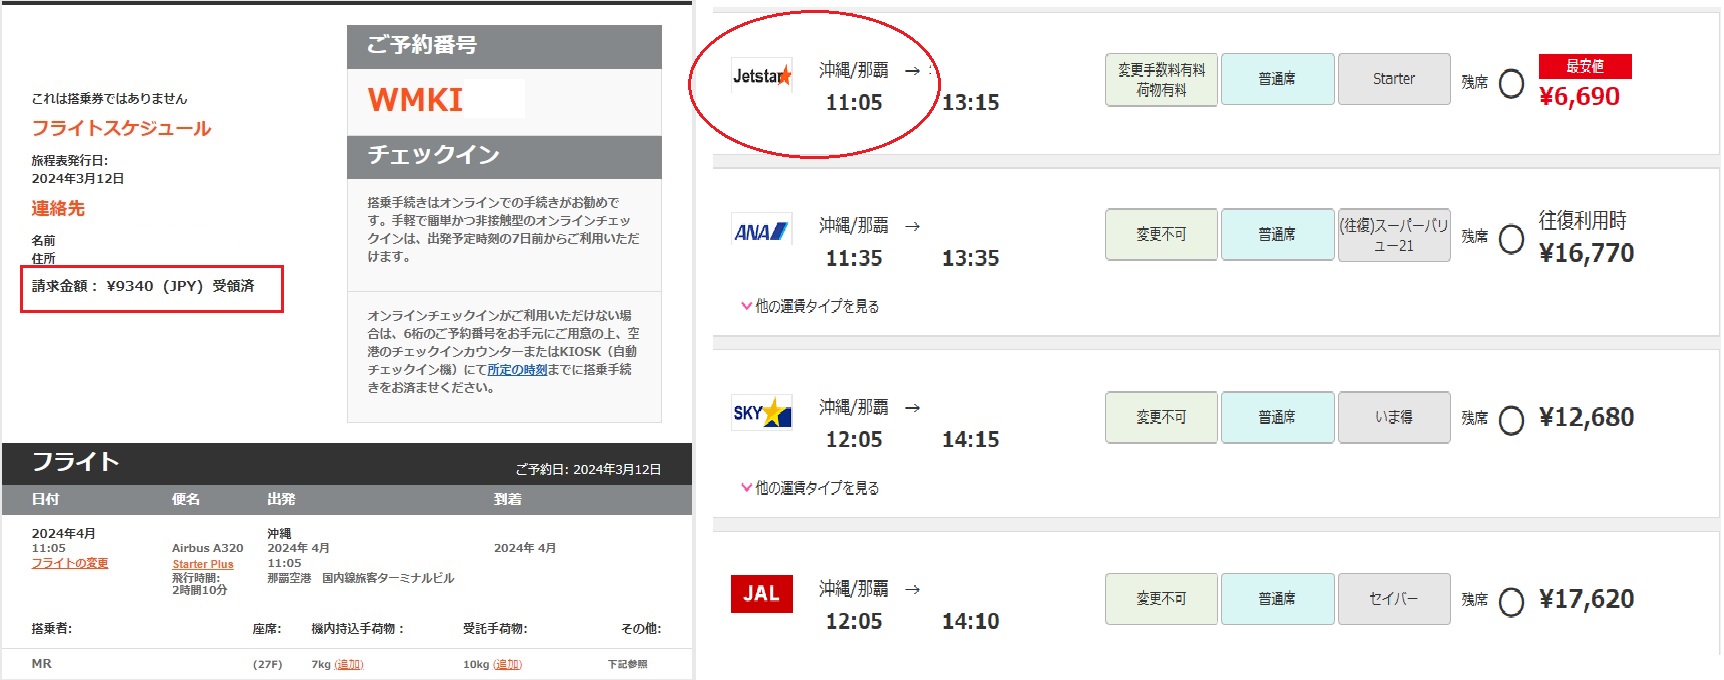 これは搭乗券ではありません
フライトスケジュール
旅程表発行日:
2024年3月12日
連絡先
名前
住所
請求金額： ¥9340（JPY）受領済
ご予約番号
WMKI
チェックイン
搭乗手続きはオンラインでの手続きがお勧めで
す。手軽で簡単かつ非接触型のオンラインチェッ
クインは、出発予定時刻の7日前からご利用いただ
けます。
オンラインチェックインがご利用いただけない場
合は、6桁のご予約番号をお手元にご用意の上、空
港のチェックインカウンターまたはKIOSK（自動
チェックイン機）にて所定の時刻までに搭乗手続
きをお済ませください。
フライト
ご予約日: 2024年3月12日
日付 便名 出発 到着
2024年4月 沖縄
11:05 Airbus A320 2024年 4月 2024年 4月
フライトの変更 Starter Plus 11:05
飛行時間: 那覇空港 国内線旅客ターミナルビル
2時間10分
搭乗者: 座席: 機内持込手荷物： 受託手荷物: その他:
MR (27F) 7kg (追加) 10kg (追加) 下記参照
Jetstar 沖縄/那覇 →
11:05 13:15
変更手数料有料
荷物有料
普通席
Starter
残席 ○
最安値
¥6,690
ANA 沖縄/那覇 →
11:35 13:35
変更不可
普通席
(往復)スーパーバリ
ュー21
残席 ○
往復利用時
¥16,770
他の運賃タイプを見る
SKY 沖縄/那覇 →
12:05 14:15
変更不可
普通席
いま得
残席 ○
¥12,680
他の運賃タイプを見る
JAL 沖縄/那覇 →
12:05 14:10
変更不可
普通席
セイバー
残席 ○
¥17,620